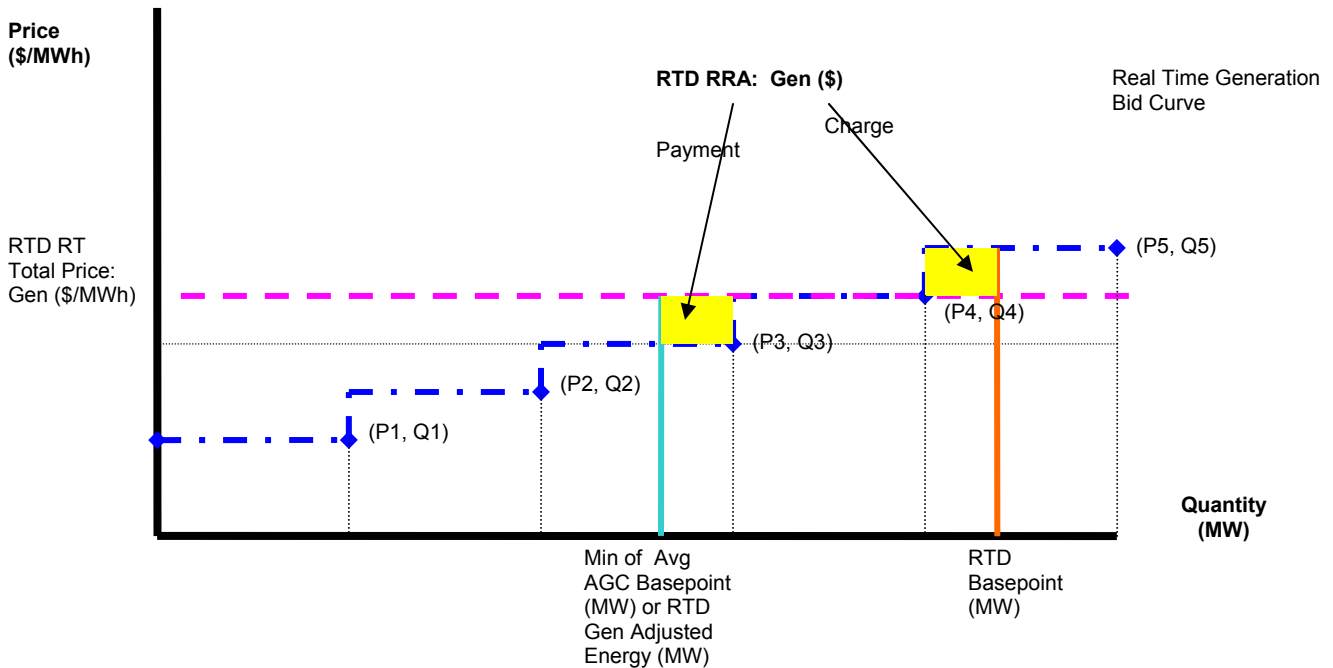 Price
($/MWh)
RTD RRA:  Gen ($)
Real Time Generation
Bid Curve
Charge
Payment
RTD RT
Total Price:
Gen ($/MWh)
(P5, Q5)
(P4, Q4)
(P3, Q3)
(P2, Q2)
(P1, Q1)
Quantity
(MW)
Min of  Avg
AGC Basepoint
(MW) or RTD
Gen Adjusted
Energy (MW)
RTD
Basepoint
(MW)